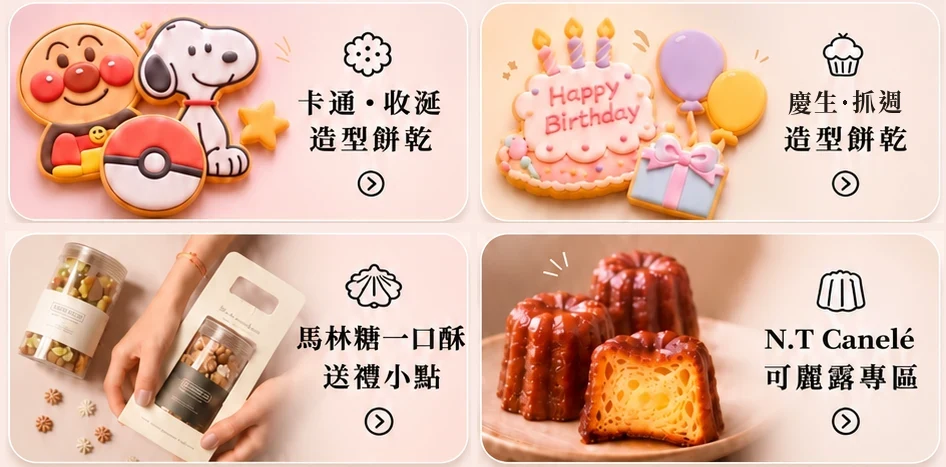 卡通・收涎
造型餅乾
Happy
Birthday
慶生・抓週
造型餅乾
馬林糖一口酥
送禮小點
N.T Canelé
可麗露專區